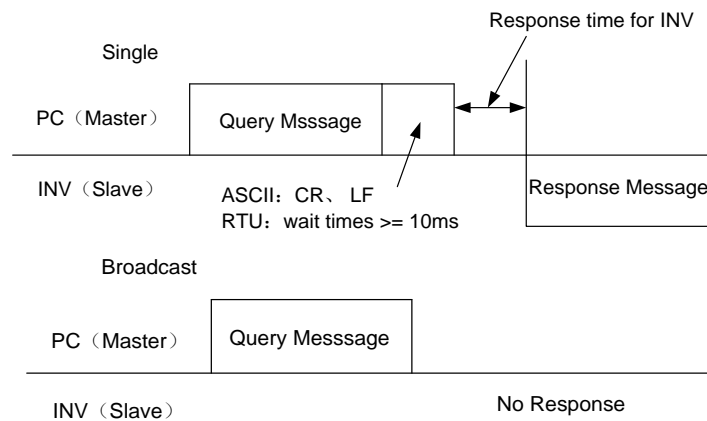 Response time for INV
Single
PC（Master）
Query Msssage
INV（Slave）
ASCII：CR、LF
RTU：wait times >= 10ms
Response Message
Broadcast
PC（Master）
Query Messsage
INV（Slave）
No Response